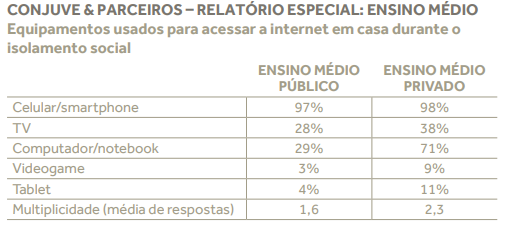 CONJUVE & PARCEIROS – RELATÓRIO ESPECIAL: ENSINO MÉDIO
Equipamentos usados para acessar a internet em casa durante o
isolamento social
ENSINO MÉDIO PÚBLICO ENSINO MÉDIO PRIVADO
Celular/smartphone 97% 98%
TV 28% 38%
Computador/notebook 29% 71%
Videogame 3% 9%
Tablet 4% 11%
Multiplicidade (média de respostas) 1,6 2,3